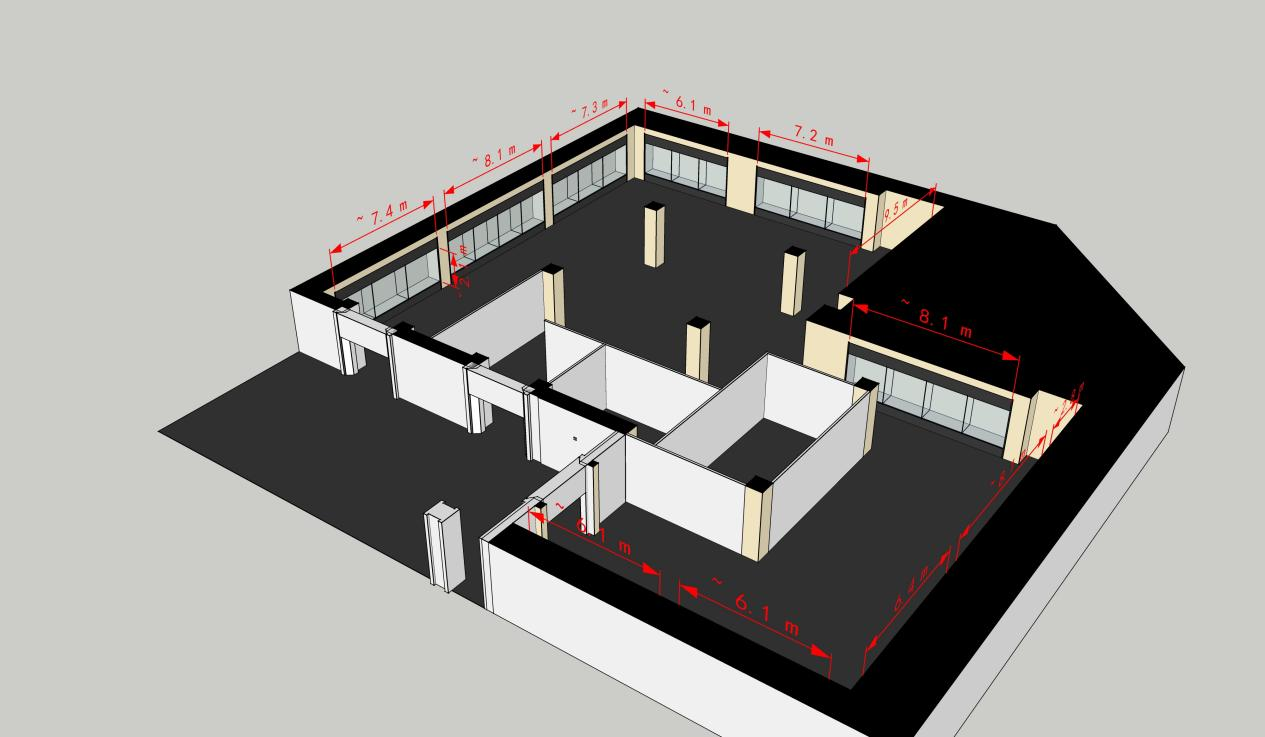 ~ 6.1 m
~ 7.3 m
7.2 m
~ 8.1 m
~ 7.4 m
9.5 m
~ 8.1 m
~ 6.1 m
6.4 m
~ 6.1 m